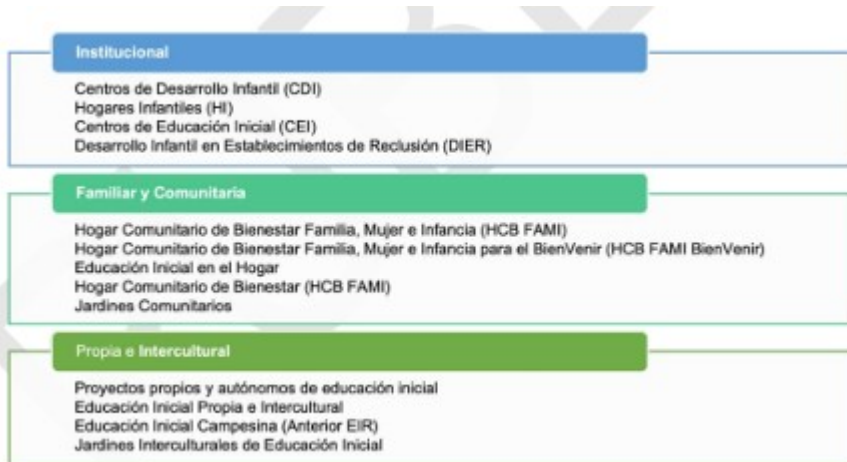 Institucional
Centros de Desarrollo Infantil (CDI)
Hogares Infantiles (HI)
Centros de Educación Inicial (CEI)
Desarrollo Infantil en Establecimientos de Reclusión (DIER)
Familiar y Comunitaria
Hogar Comunitario de Bienestar Familia, Mujer e Infancia (HCB FAMI)
Hogar Comunitario de Bienestar Familia, Mujer e Infancia para el BienVenir (HCB FAMI BienVenir)
Educación Inicial en el Hogar
Hogar Comunitario de Bienestar (HCB FAMI)
Jardines Comunitarios
Propia e Intercultural
Proyectos propios y autónomos de educación inicial
Educación Inicial Propia e Intercultural
Educación Inicial Campesina (Anterior EIR)
Jardines Interculturales de Educación Inicial